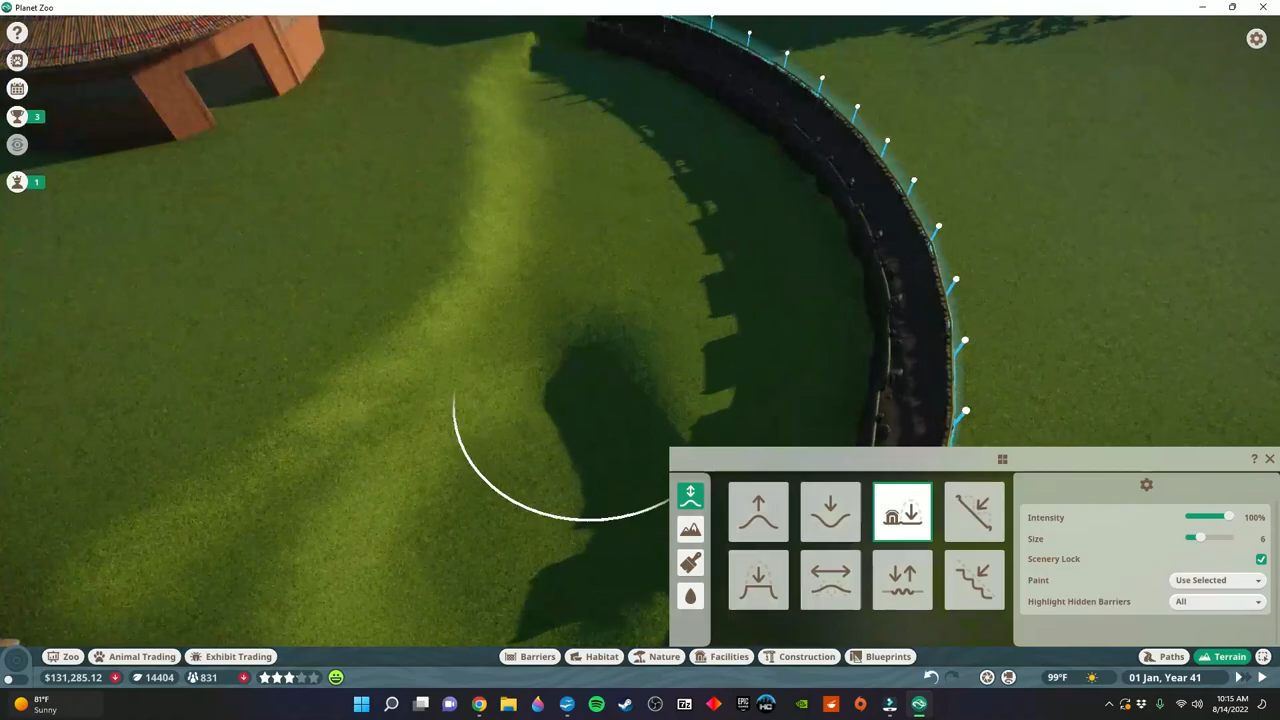 Planet Zoo
3
1
Intensity 100%
Size 6
Scenery Lock
Paint Use Selected
Highlight Hidden Barriers All
Zoo Animal Trading Exhibit Trading Barriers Habitat Nature Facilities Construction Blueprints Paths Terrain
$131,285.12 14404 831 99°F 01 Jan, Year 41
81°F
Sunny
10:15 AM
8/14/2022